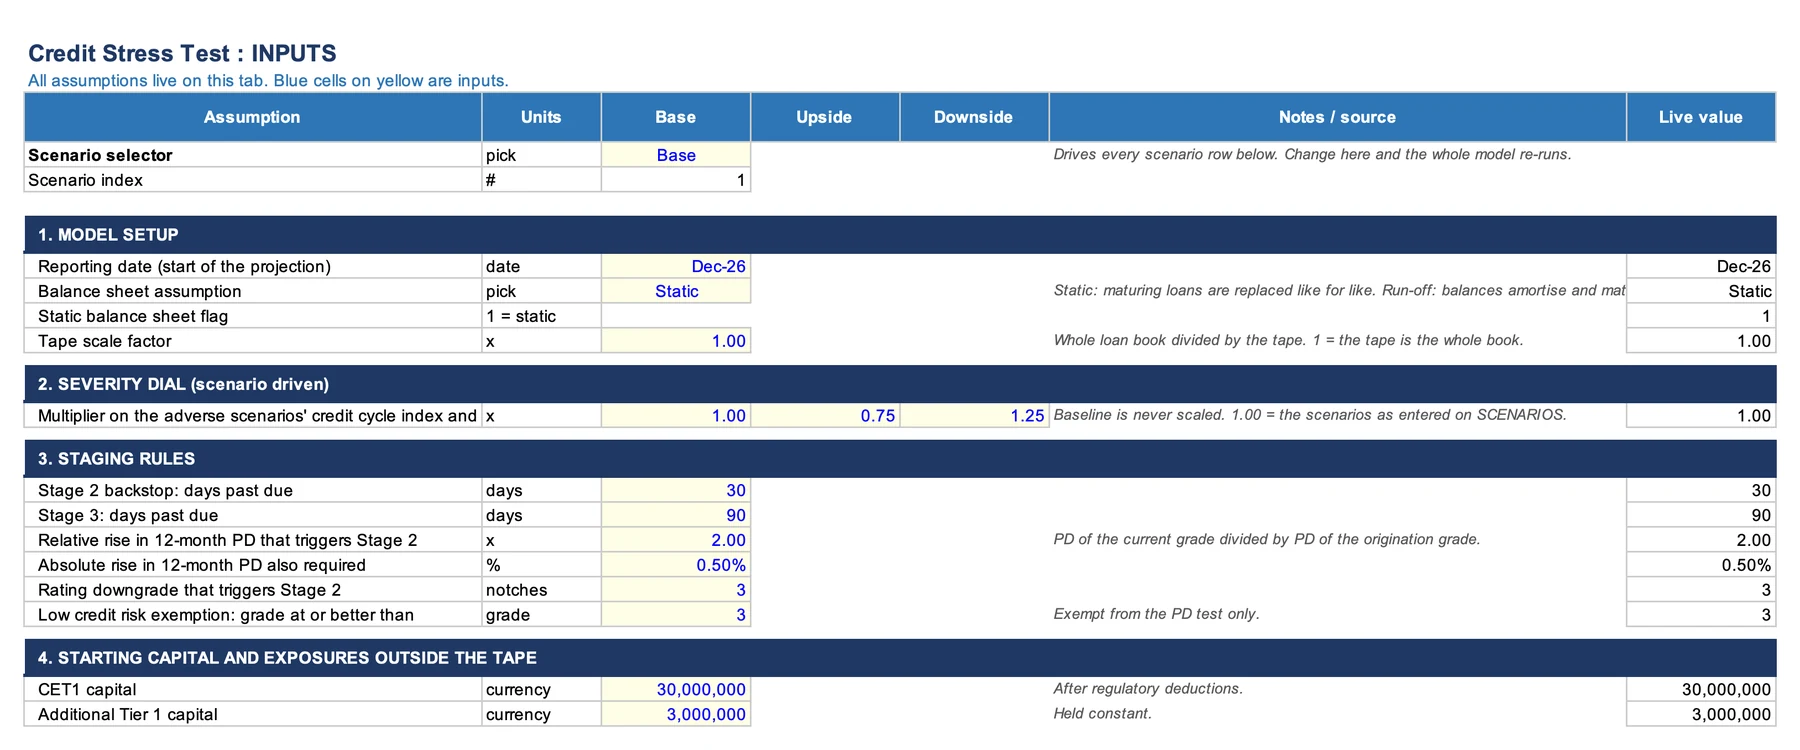 Credit Stress Test : INPUTS
All assumptions live on this tab. Blue cells on yellow are inputs.
Assumption Units Base Upside Downside Notes / source Live value
Scenario selector pick Base Drives every scenario row below. Change here and the whole model re-runs.
Scenario index # 1
1. MODEL SETUP
Reporting date (start of the projection) date Dec-26 Dec-26
Balance sheet assumption pick Static Static: maturing loans are replaced like for like. Run-off: balances amortise and mat Static
Static balance sheet flag 1 = static 1
Tape scale factor x 1.00 Whole loan book divided by the tape. 1 = the tape is the whole book. 1.00
2. SEVERITY DIAL (scenario driven)
Multiplier on the adverse scenarios' credit cycle index and x 1.00 0.75 1.25 Baseline is never scaled. 1.00 = the scenarios as entered on SCENARIOS. 1.00
3. STAGING RULES
Stage 2 backstop: days past due days 30 30
Stage 3: days past due days 90 90
Relative rise in 12-month PD that triggers Stage 2 x 2.00 PD of the current grade divided by PD of the origination grade. 2.00
Absolute rise in 12-month PD also required % 0.50% 0.50%
Rating downgrade that triggers Stage 2 notches 3 3
Low credit risk exemption: grade at or better than grade 3 Exempt from the PD test only. 3
4. STARTING CAPITAL AND EXPOSURES OUTSIDE THE TAPE
CET1 capital currency 30,000,000 After regulatory deductions. 30,000,000
Additional Tier 1 capital currency 3,000,000 Held constant. 3,000,000